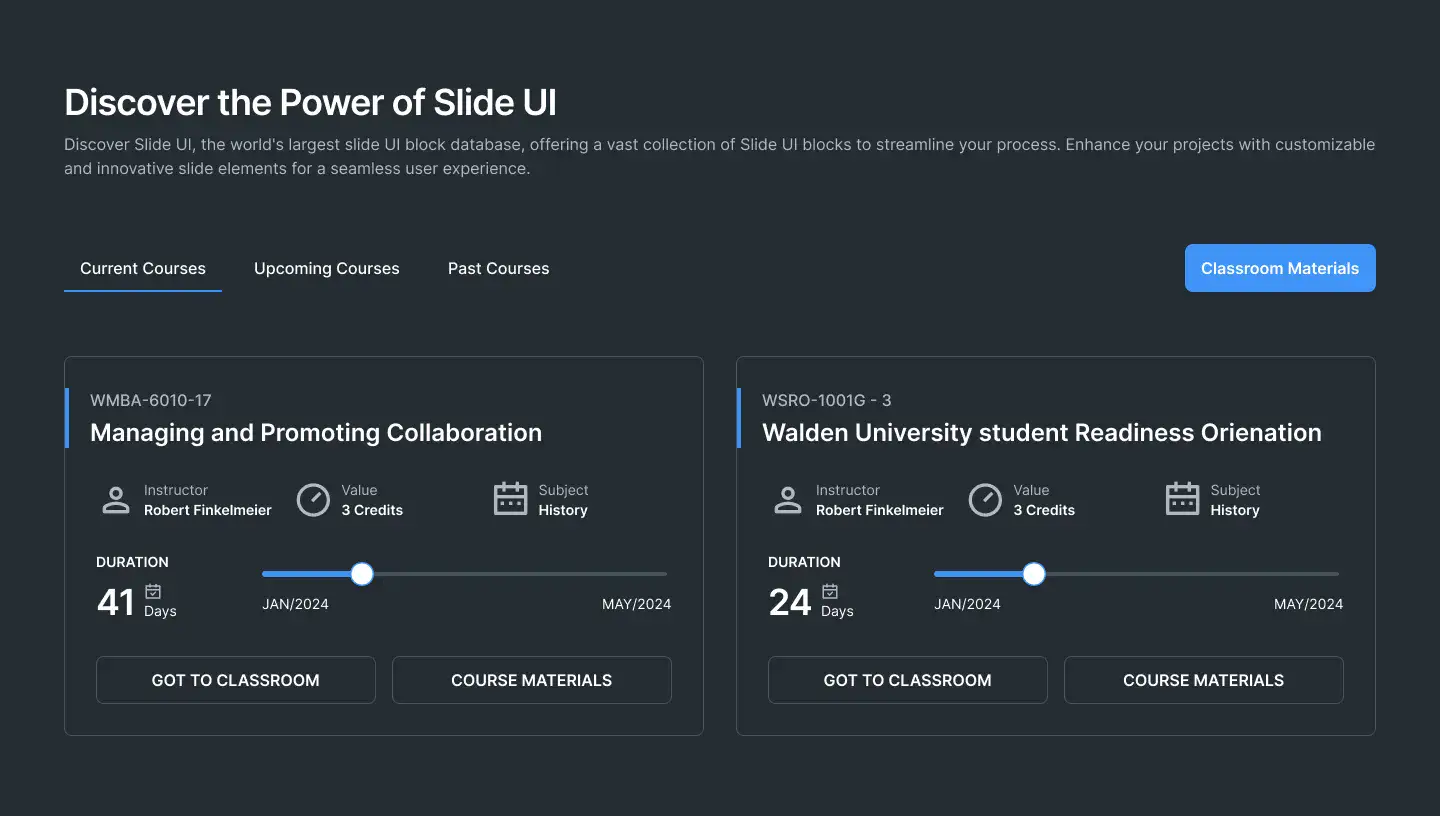 Discover the Power of Slide UI
Discover Slide UI, the world's largest slide UI block database, offering a vast collection of Slide UI blocks to streamline your process. Enhance your projects with customizable
and innovative slide elements for a seamless user experience.
Current Courses
Upcoming Courses
Past Courses
Classroom Materials
WMBA-6010-17
Managing and Promoting Collaboration
Instructor
Robert Finkelmeier
Value
3 Credits
Subject
History
DURATION
41
Days
JAN/2024
MAY/2024
GOT TO CLASSROOM
COURSE MATERIALS
WSRO-1001G - 3
Walden University student Readiness Orienation
Instructor
Robert Finkelmeier
Value
3 Credits
Subject
History
DURATION
24
Days
JAN/2024
MAY/2024
GOT TO CLASSROOM
COURSE MATERIALS